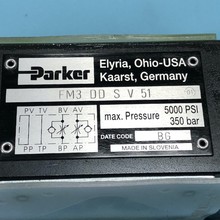 Parker
Elyria, Ohio-USA
Kaarst, Germany
FM3 DD S V 51
PV TV BV AV
PP TP BP AP
max. Pressure 5000 PSI
350 bar
DATE CODE BG
MADE IN SLOVENIA